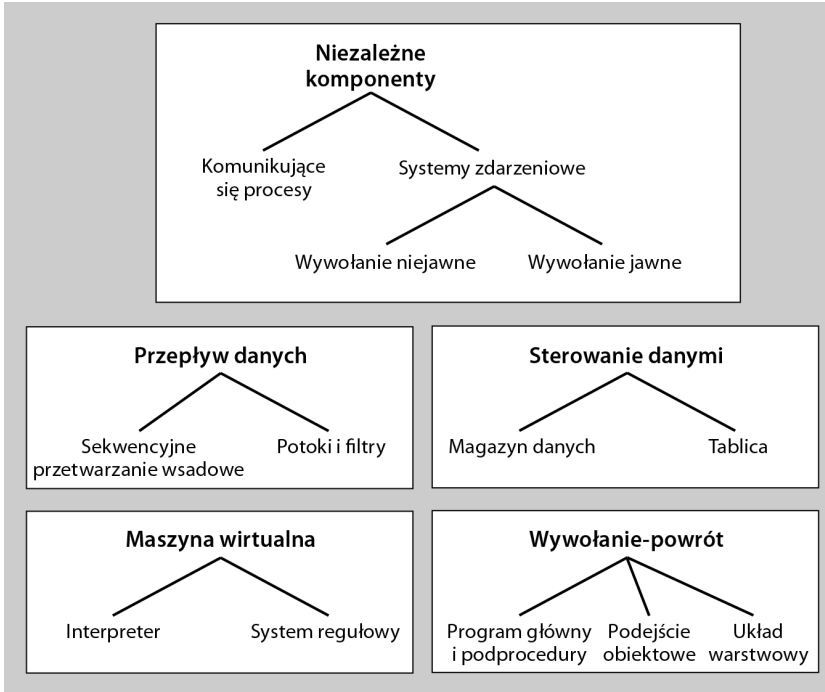 Niezależne
komponenty
Komunikujące
się procesy
Systemy zdarzeniowe
Wywołanie niejawne
Wywołanie jawne
Przepływ danych
Sekwencyjne
przetwarzanie wsadowe
Potoki i filtry
Sterowanie danymi
Magazyn danych
Tablica
Maszyna wirtualna
Interpreter
System regułowy
Wywołanie-powrót
Program główny
i podprocedury
Podejście
obiektowe
Układ
warstwowy